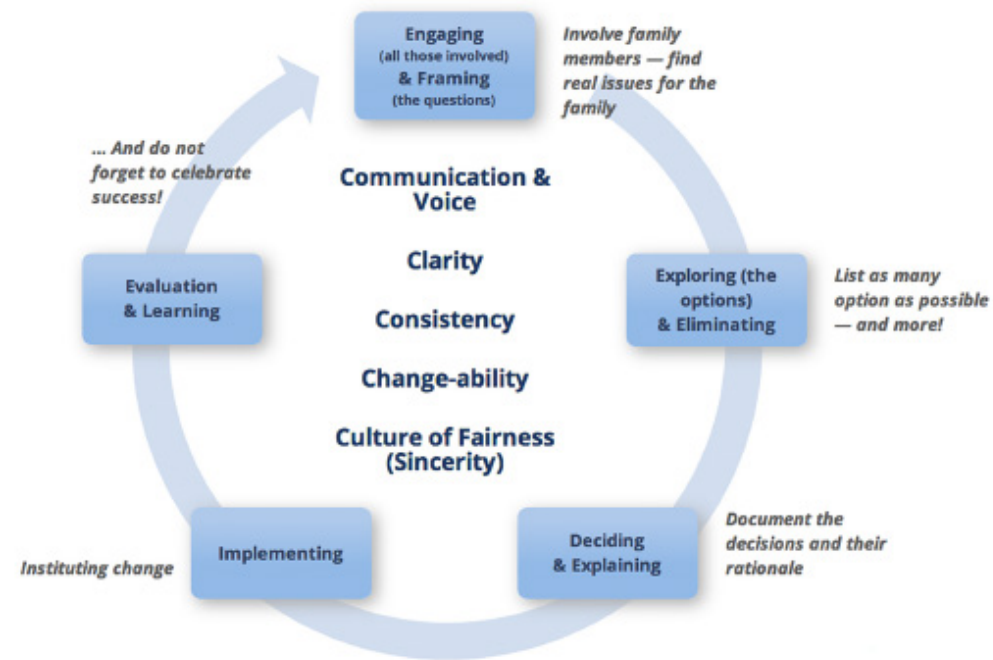 Engaging
(all those involved)
& Framing
(the questions)
Involve family
members — find
real issues for the
family
Exploring (the
options)
& Eliminating
List as many
option as possible
— and more!
Deciding
& Explaining
Document the
decisions and their
rationale
Implementing
Instituting change
Evaluation
& Learning
... And do not
forget to celebrate
success!
Communication &
Voice
Clarity
Consistency
Change-ability
Culture of Fairness
(Sincerity)